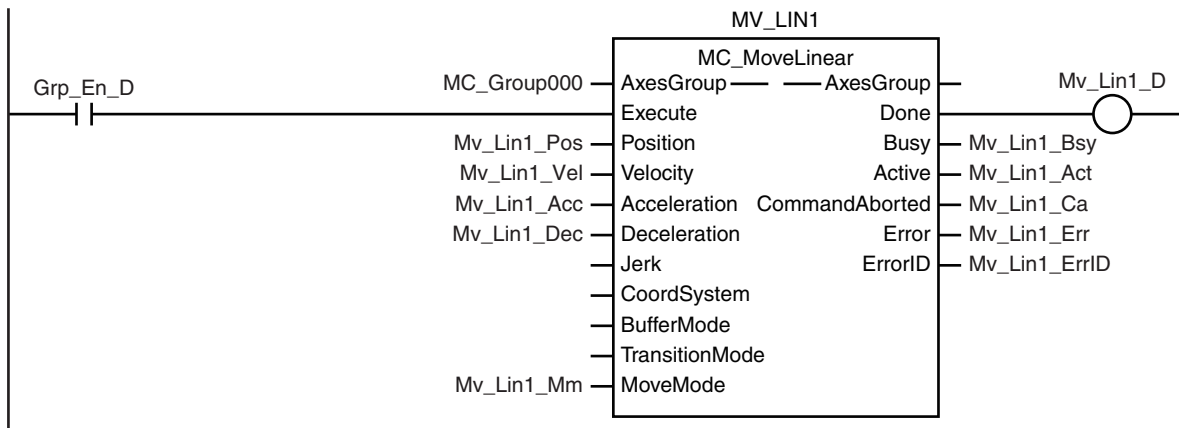 MV_LIN1
MC_MoveLinear
MC_Group000 AxesGroup AxesGroup
Grp_En_D Mv_Lin1_D
Execute Done
Mv_Lin1_Pos Position Busy Mv_Lin1_Bsy
Mv_Lin1_Vel Velocity Active Mv_Lin1_Act
Mv_Lin1_Acc Acceleration CommandAborted Mv_Lin1_Ca
Mv_Lin1_Dec Deceleration Error Mv_Lin1_Err
Jerk ErrorID Mv_Lin1_ErrID
CoordSystem
BufferMode
TransitionMode
Mv_Lin1_Mm MoveMode